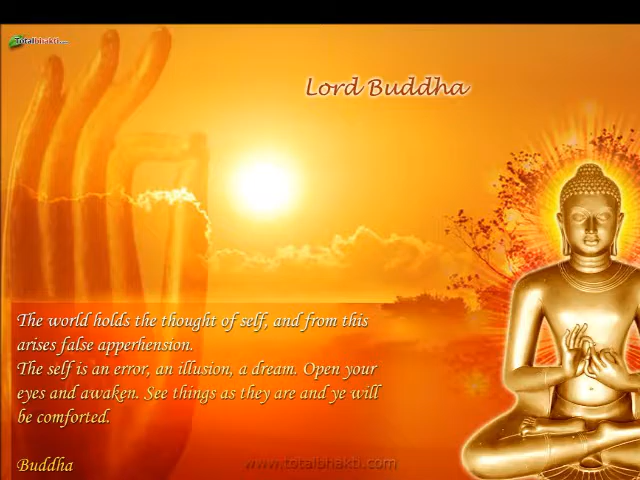 Totalbhakti.com
Lord Buddha
The world holds the thought of self, and from this
arises false apperhension.
The self is an error, an illusion, a dream. Open your
eyes and awaken. See things as they are and ye will
be comforted.
Buddha
www.totalbhakti.com